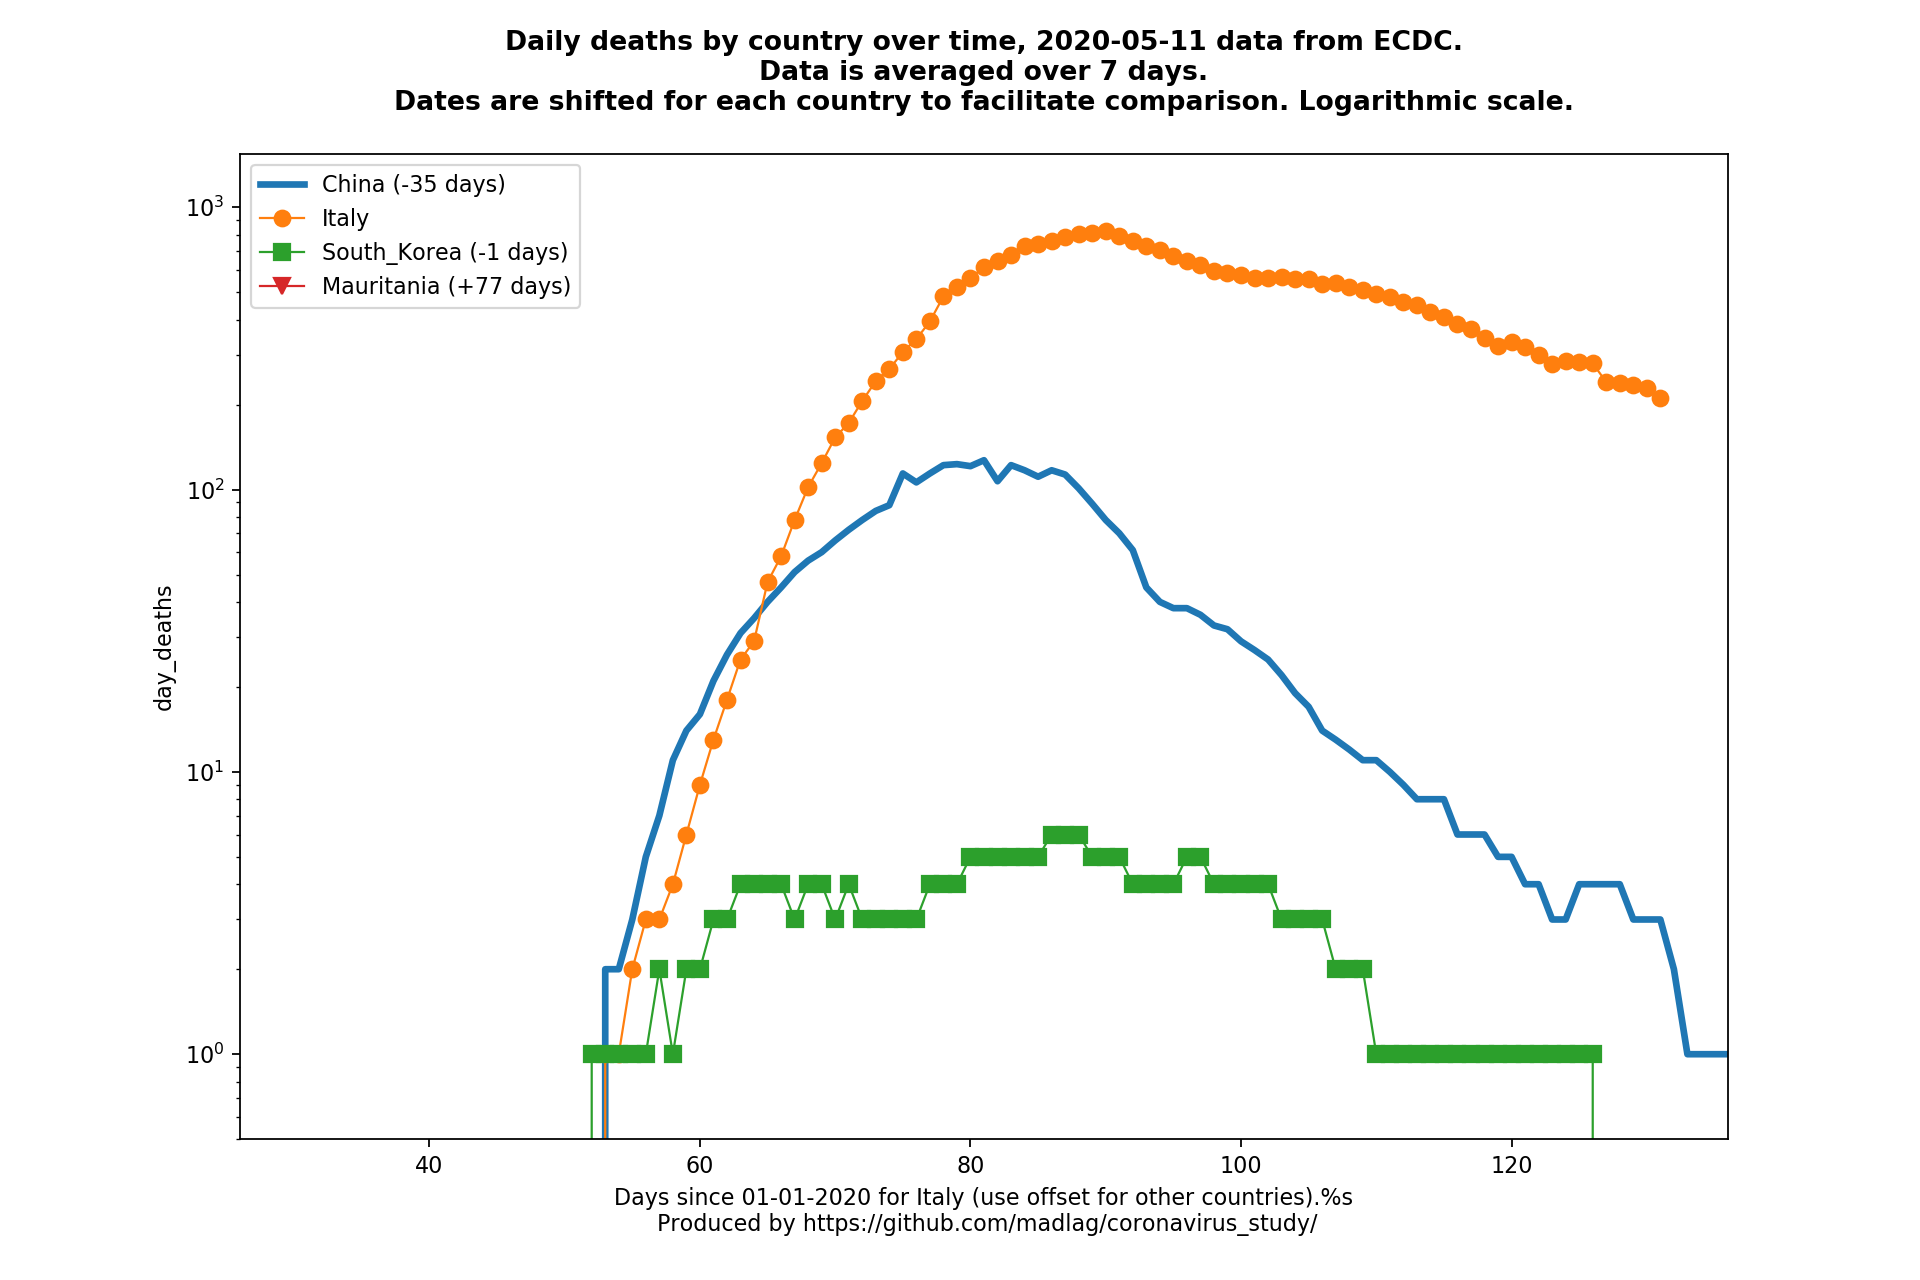 Daily deaths by country over time, 2020-05-11 data from ECDC.
Data is averaged over 7 days.
Dates are shifted for each country to facilitate comparison. Logarithmic scale.
China (-35 days)
Italy
South_Korea (-1 days)
Mauritania (+77 days)
10³
10²
10¹
10⁰
day_deaths
40 60 80 100 120
Days since 01-01-2020 for Italy (use offset for other countries).%s
Produced by https://github.com/madlag/coronavirus_study/